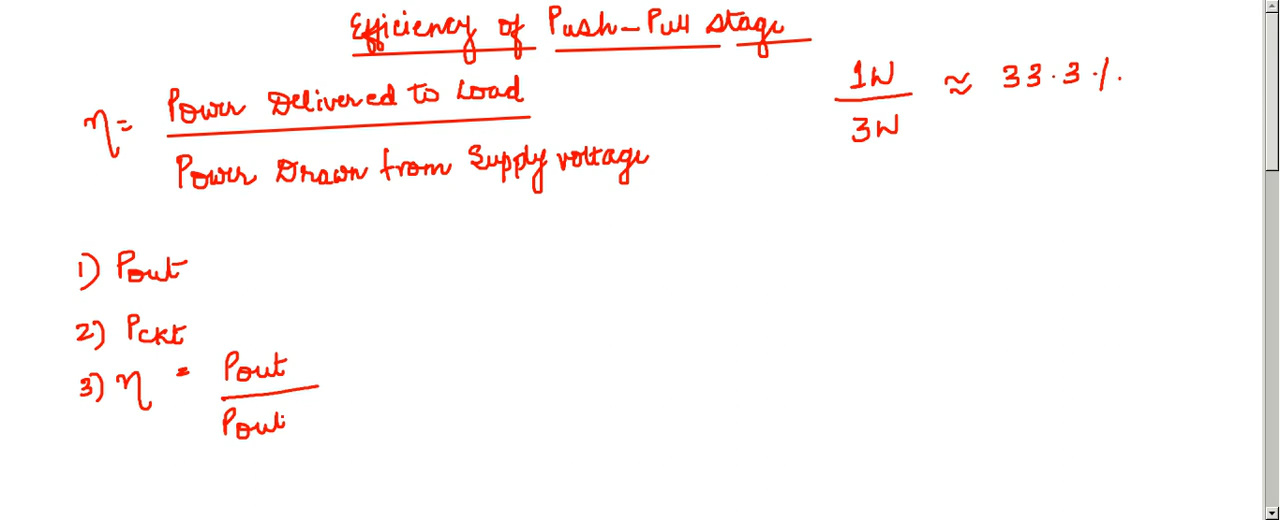 Efficiency of Push-Pull stage
η = Power Delivered to Load
Power Drawn from Supply voltage
1W
3W
≈ 33.3%.
1) Pout
2) Pckt
3) η = Pout
Pout